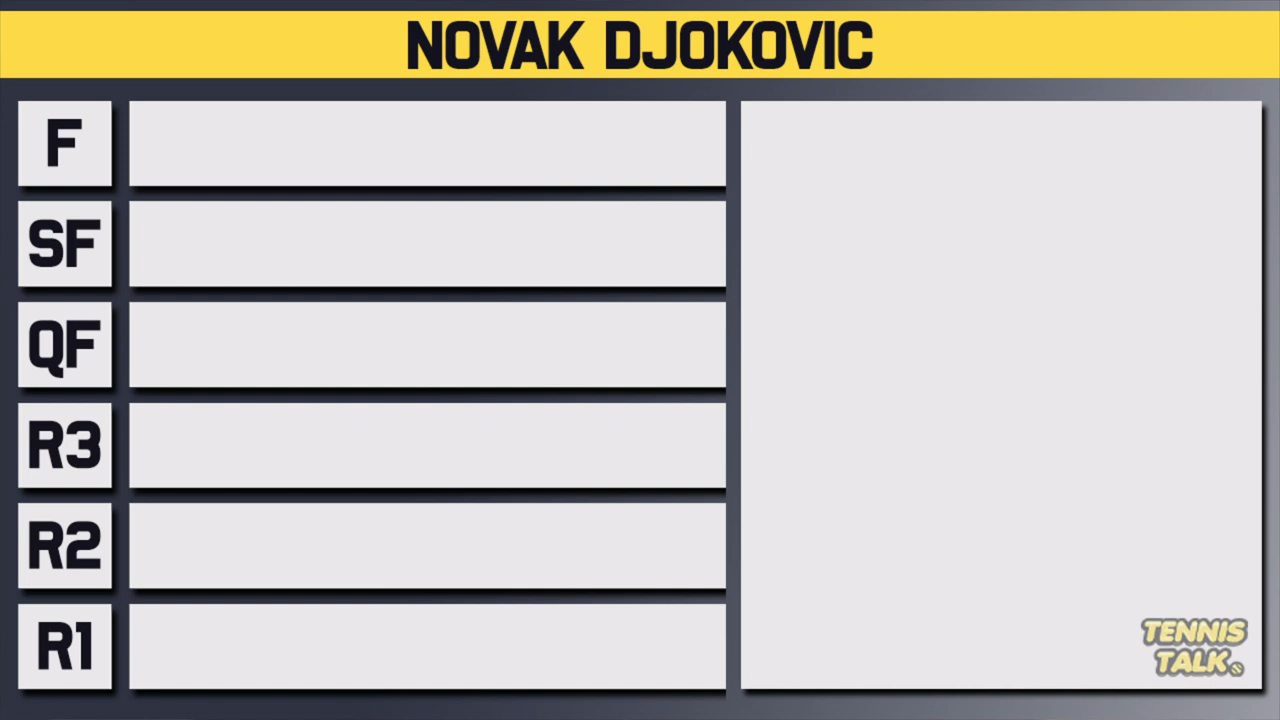 NOVAK DJOKOVIC
F
SF
QF
R3
R2
R1
TENNIS
TALK